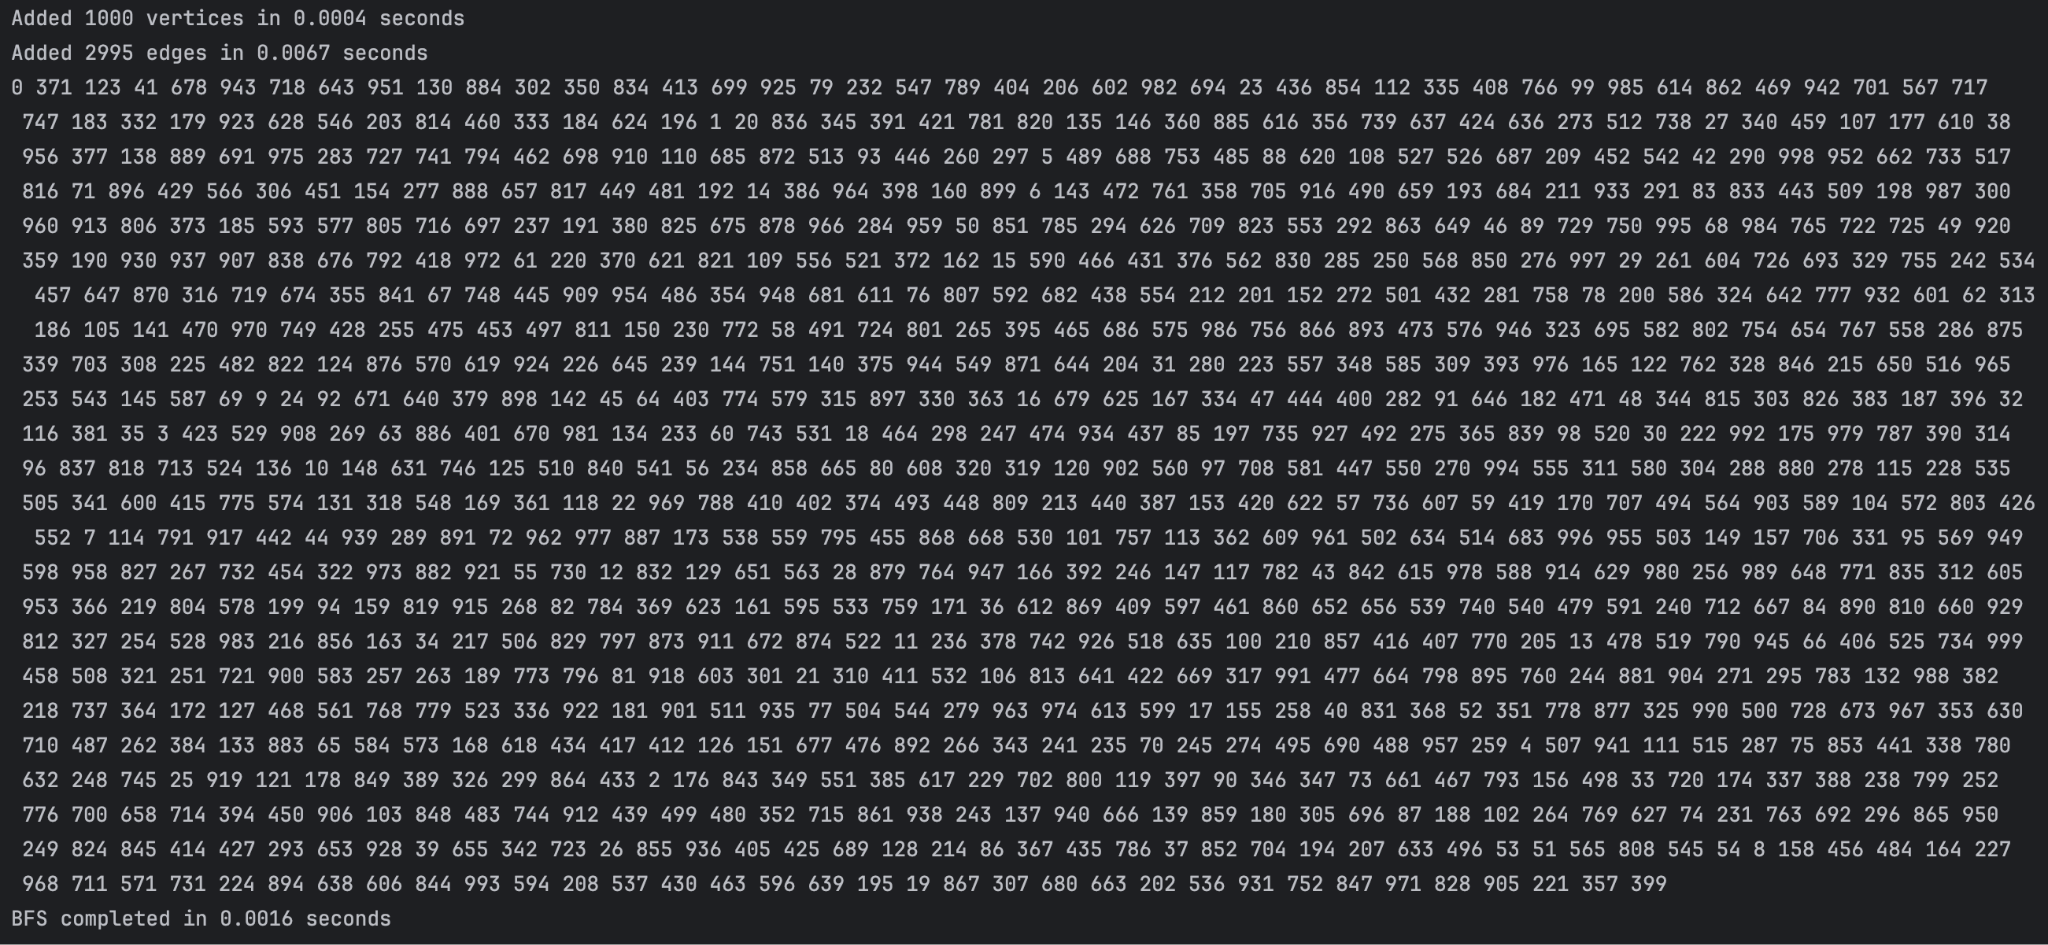 Added 1000 vertices in 0.0004 seconds
Added 2995 edges in 0.0067 seconds
0 371 123 41 678 943 718 643 951 130 884 302 350 834 413 699 925 79 232 547 789 404 206 602 982 694 23 436 854 112 335 408 766 99 985 614 862 469 942 701 567 717
747 183 332 179 923 628 546 203 814 460 333 184 624 196 1 20 836 345 391 421 781 820 135 146 360 885 616 356 739 637 424 636 273 512 738 27 340 459 107 177 610 38
956 377 138 889 691 975 283 727 741 794 462 698 910 110 685 872 513 93 446 260 297 5 489 688 753 485 88 620 108 527 526 687 209 452 542 42 290 998 952 662 733 517
816 71 896 429 566 306 451 154 277 888 657 817 449 481 192 14 386 964 398 160 899 6 143 472 761 358 705 916 490 659 193 684 211 933 291 83 833 443 509 198 987 300
960 913 806 373 185 593 577 805 716 697 237 191 380 825 675 878 966 284 959 50 851 785 294 626 709 823 553 292 863 649 46 89 729 750 995 68 984 765 722 725 49 920
359 190 930 937 907 838 676 792 418 972 61 220 370 621 821 109 556 521 372 162 15 590 466 431 376 562 830 285 250 568 850 276 997 29 261 604 726 693 329 755 242 534
457 647 870 316 719 674 355 841 67 748 445 909 954 486 354 948 681 611 76 807 592 682 438 554 212 201 152 272 501 432 281 758 78 200 586 324 642 777 932 601 62 313
186 105 141 470 970 749 428 255 475 453 497 811 150 230 772 58 491 724 801 265 395 465 686 575 986 756 866 893 473 576 946 323 695 582 802 754 654 767 558 286 875
339 703 308 225 482 822 124 876 570 619 924 226 645 239 144 751 140 375 944 549 871 644 204 31 280 223 557 348 585 309 393 976 165 122 762 328 846 215 650 516 965
253 543 145 587 69 9 24 92 671 640 379 898 142 45 64 403 774 579 315 897 330 363 16 679 625 167 334 47 444 400 282 91 646 182 471 48 344 815 303 826 383 187 396 32
116 381 35 3 423 529 908 269 63 886 401 670 981 134 233 60 743 531 18 464 298 247 474 934 437 85 197 735 927 492 275 365 839 98 520 30 222 992 175 979 787 390 314
96 837 818 713 524 136 10 148 631 746 125 510 840 541 56 234 858 665 80 608 320 319 120 902 560 97 708 581 447 550 270 994 555 311 580 304 288 880 278 115 228 535
505 341 600 415 775 574 131 318 548 169 361 118 22 969 788 410 402 374 493 448 809 213 440 387 153 420 622 57 736 607 59 419 170 707 494 564 903 589 104 572 803 426
552 7 114 791 917 442 44 939 289 891 72 962 977 887 173 538 559 795 455 868 668 530 101 757 113 362 609 961 502 634 514 683 996 955 503 149 157 706 331 95 569 949
598 958 827 267 732 454 322 973 882 921 55 730 12 832 129 651 563 28 879 764 947 166 392 246 147 117 782 43 842 615 978 588 914 629 980 256 989 648 771 835 312 605
953 366 219 804 578 199 94 159 819 915 268 82 784 369 623 161 595 533 759 171 36 612 869 409 597 461 860 652 656 539 740 540 479 591 240 712 667 84 890 810 660 929
812 327 254 528 983 216 856 163 34 217 506 829 797 873 911 672 874 522 11 236 378 742 926 518 635 100 210 857 416 407 770 205 13 478 519 790 945 66 406 525 734 999
458 508 321 251 721 900 583 257 263 189 773 796 81 918 603 301 21 310 411 532 106 813 641 422 669 317 991 477 664 798 895 760 244 881 904 271 295 783 132 988 382
218 737 364 172 127 468 561 768 779 523 336 922 181 901 511 935 77 504 544 279 963 974 613 599 17 155 258 40 831 368 52 351 778 877 325 990 500 728 673 967 353 630
710 487 262 384 133 883 65 584 573 168 618 434 417 412 126 151 677 476 892 266 343 241 235 70 245 274 495 690 488 957 259 4 507 941 111 515 287 75 853 441 338 780
632 248 745 25 919 121 178 849 389 326 299 864 433 2 176 843 349 551 385 617 229 702 800 119 397 90 346 347 73 661 467 793 156 498 33 720 174 337 388 238 799 252
776 700 658 714 394 450 906 103 848 483 744 912 439 499 480 352 715 861 938 243 137 940 666 139 859 180 305 696 87 188 102 264 769 627 74 231 763 692 296 865 950
249 824 845 414 427 293 653 928 39 655 342 723 26 855 936 405 425 689 128 214 86 367 435 786 37 852 704 194 207 633 496 53 51 565 808 545 54 8 158 456 484 164 227
968 711 571 731 224 894 638 606 844 993 594 208 537 430 463 596 639 195 19 867 307 680 663 202 536 931 752 847 971 828 905 221 357 399
BFS completed in 0.0016 seconds